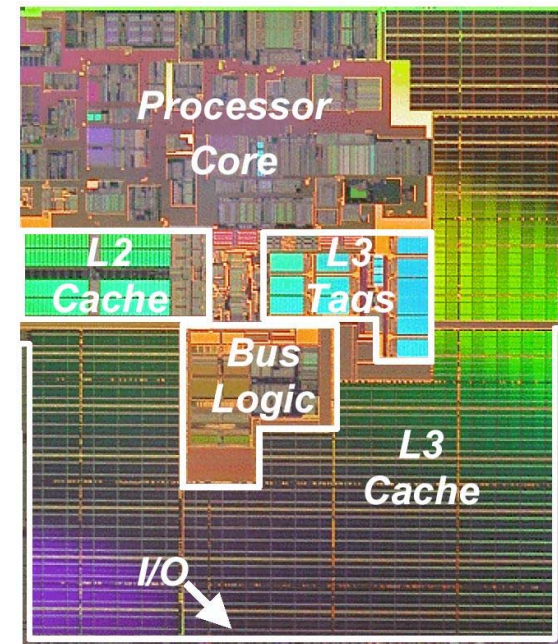 Processor
Core
L2
Cache
L3
Tags
Bus
Logic
L3
Cache
I/O